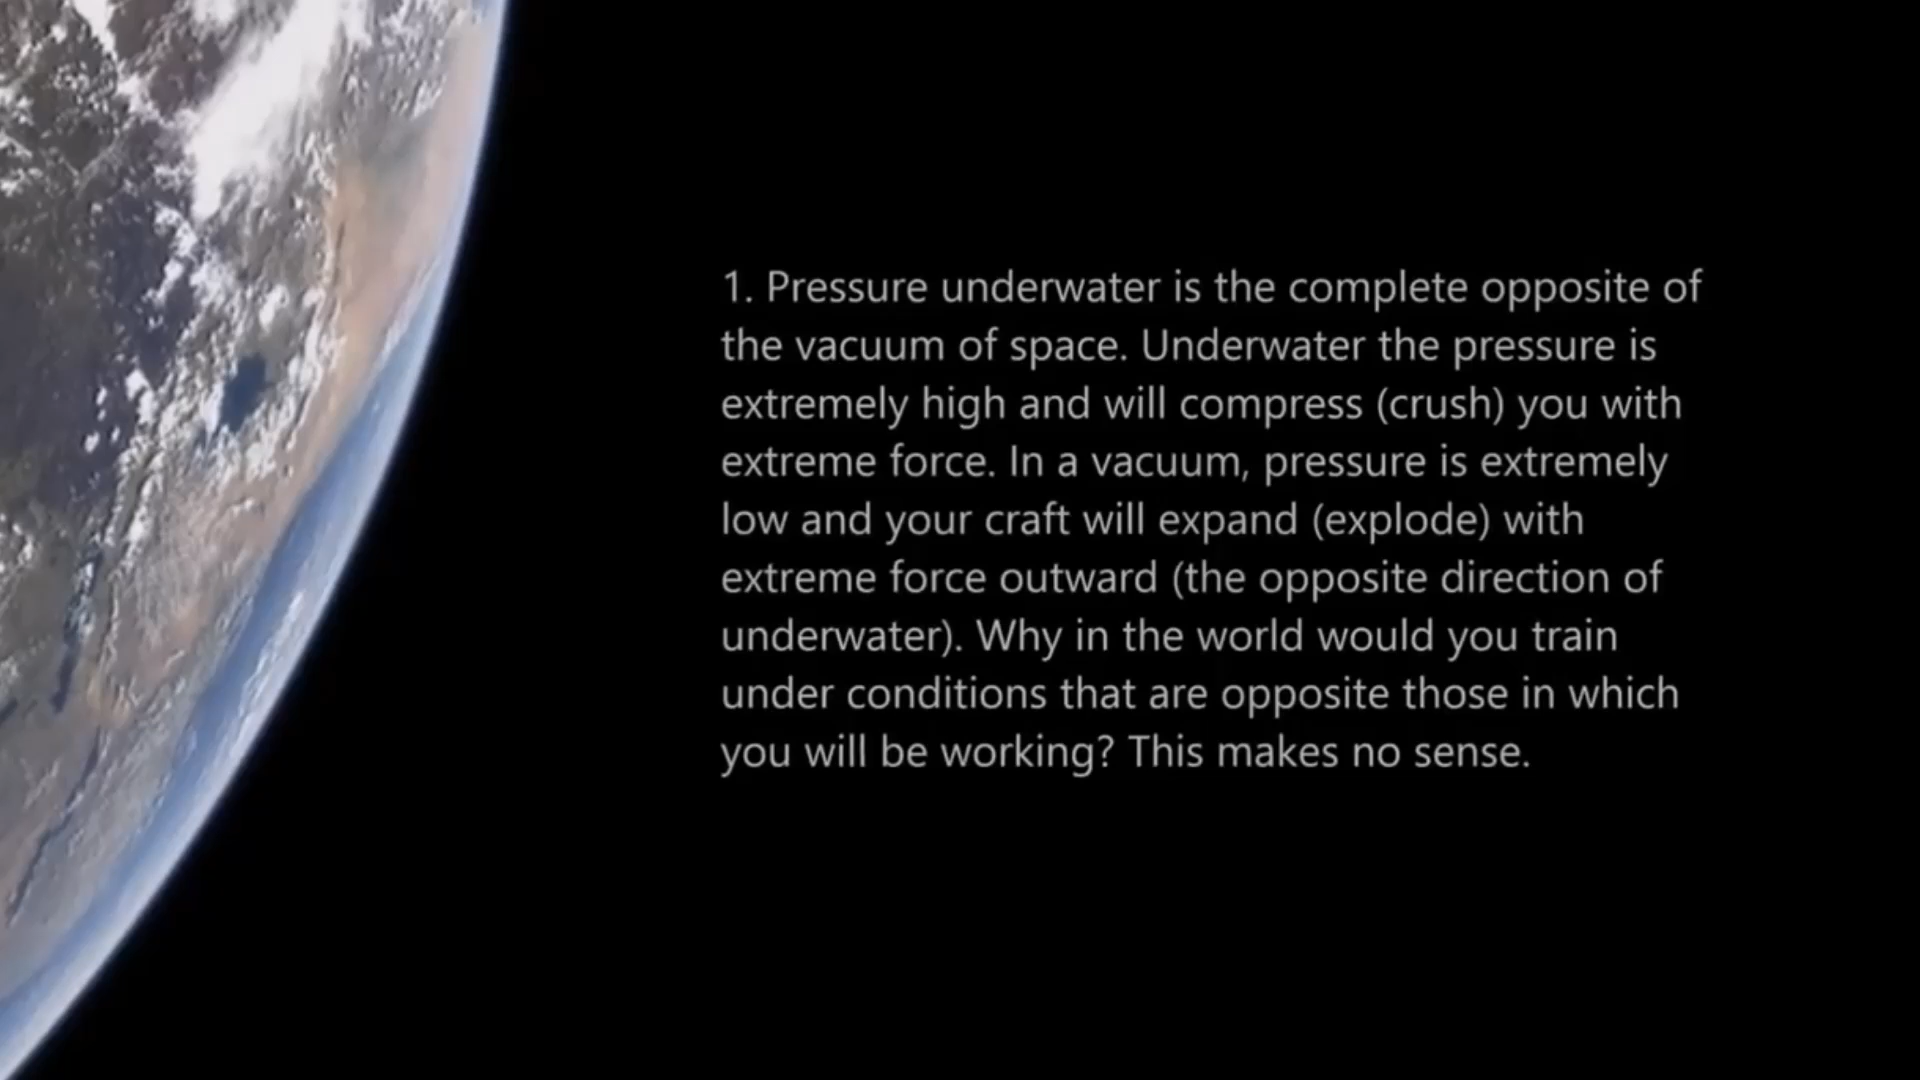 1. Pressure underwater is the complete opposite of
the vacuum of space. Underwater the pressure is
extremely high and will compress (crush) you with
extreme force. In a vacuum, pressure is extremely
low and your craft will expand (explode) with
extreme force outward (the opposite direction of
underwater). Why in the world would you train
under conditions that are opposite those in which
you will be working? This makes no sense.